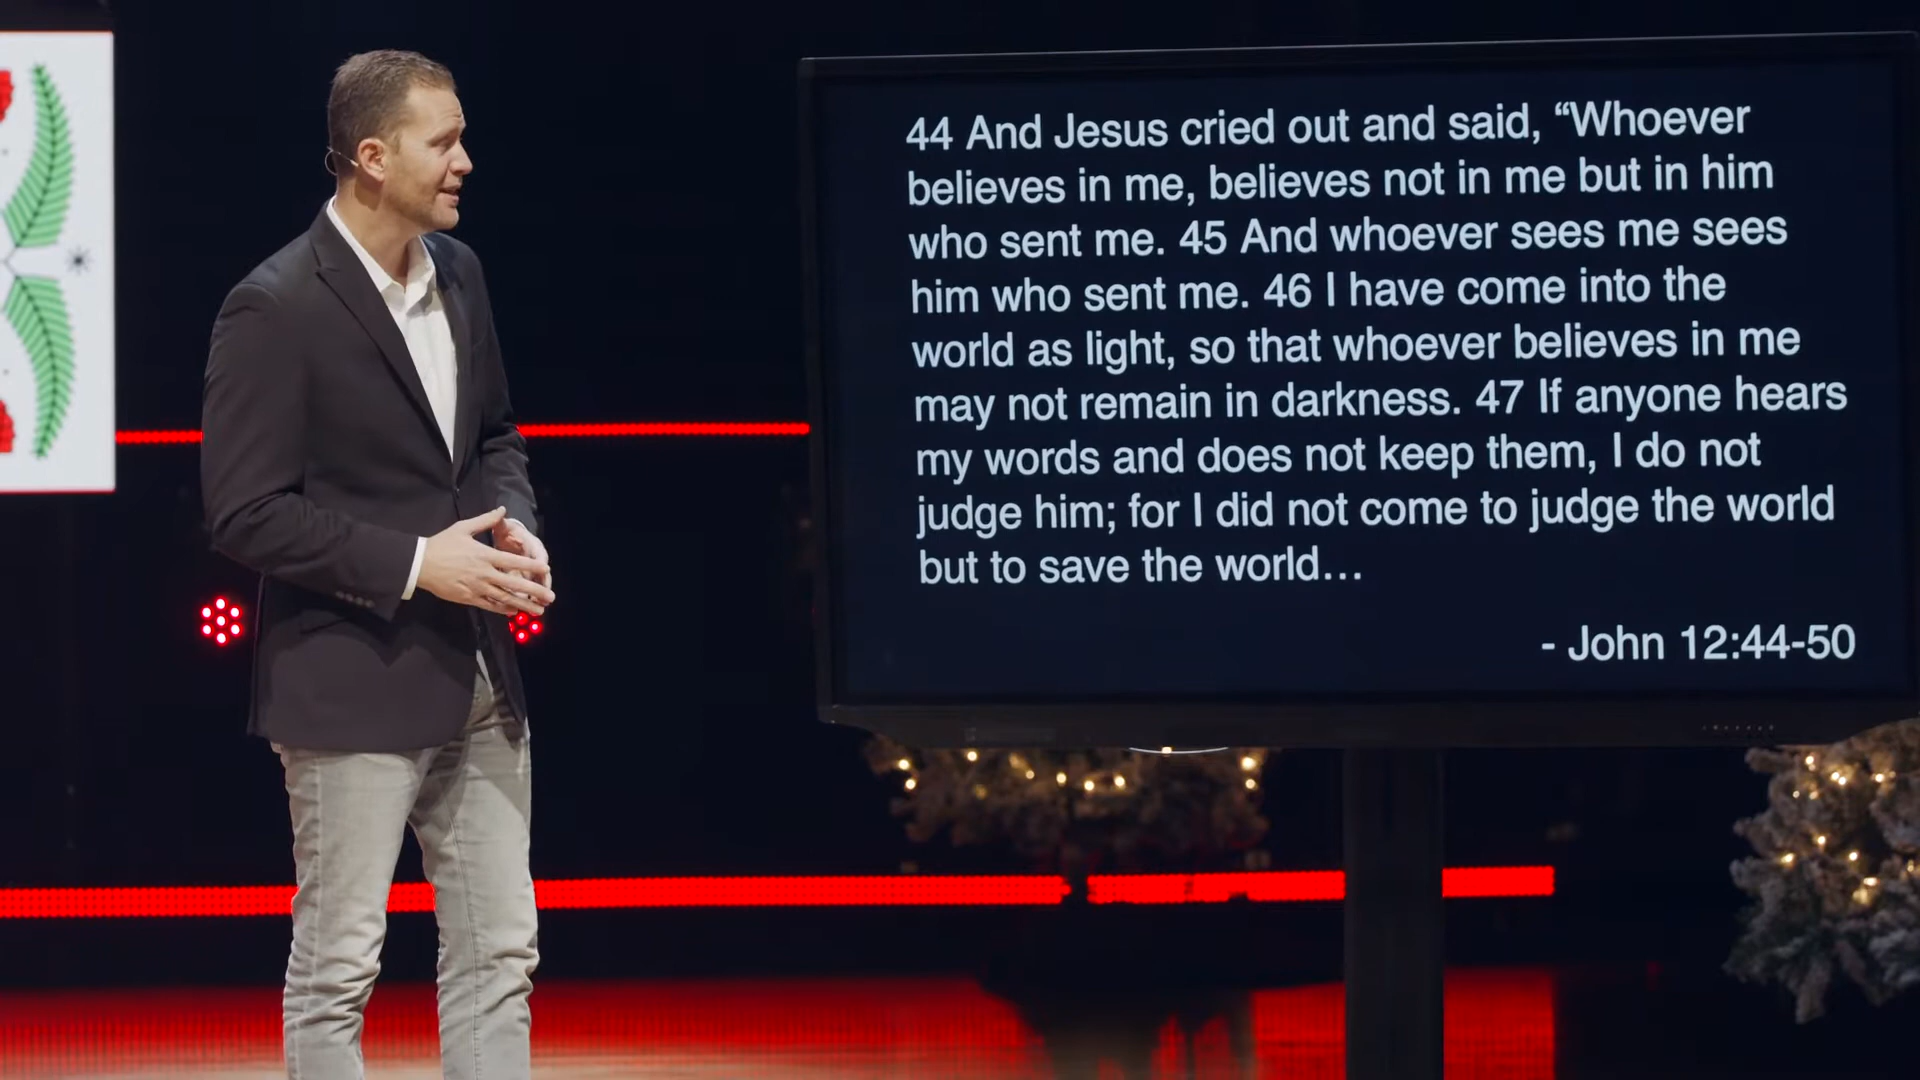 44 And Jesus cried out and said, “Whoever
believes in me, believes not in me but in him
who sent me. 45 And whoever sees me sees
him who sent me. 46 I have come into the
world as light, so that whoever believes in me
may not remain in darkness. 47 If anyone hears
my words and does not keep them, I do not
judge him; for I did not come to judge the world
but to save the world…
- John 12:44-50